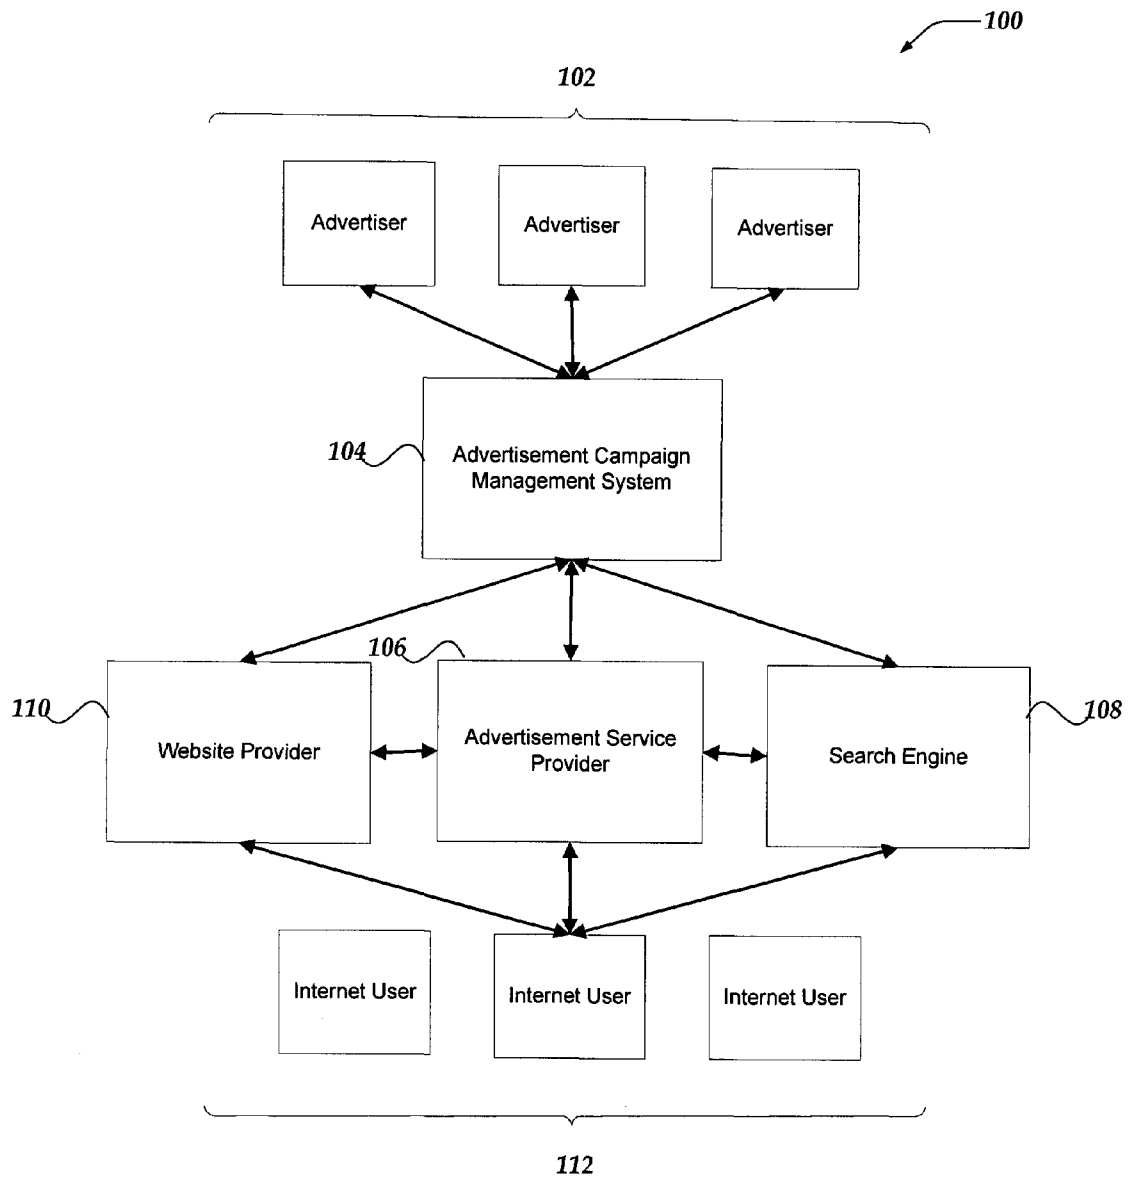 100
102
Advertiser
Advertiser
Advertiser
104
Advertisement Campaign
Management System
106
110
108
Website Provider
Advertisement Service
Provider
Search Engine
Internet User
Internet User
Internet User
112